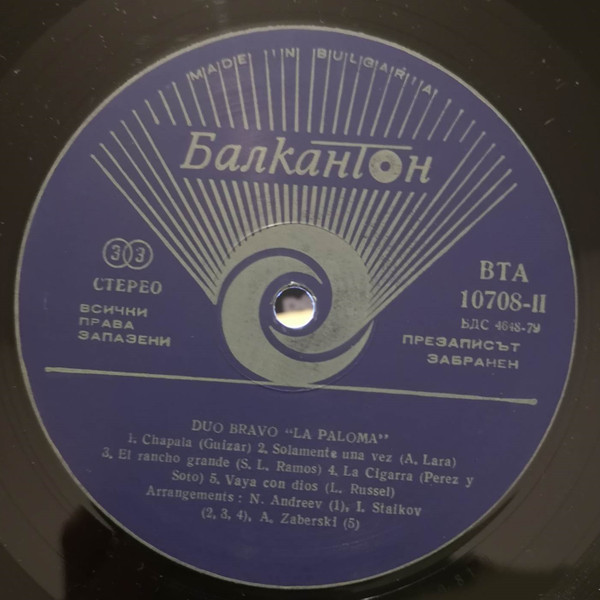 MADE IN BULGARIA
Балкантон
33
СТЕРЕО
ВСИЧКИ
ПРАВА
ЗАПАЗЕНИ
ВТА
10708-II
БДС 4648-79
ПРЕЗАПИСЪТ
ЗАБРАНЕН
DUO BRAVO “LA PALOMA”
1. Chapala (Guizar) 2. Solamente una vez (A. Lara)
3. El rancho grande (S. L. Ramos) 4. La Cigarra (Perez y
Soto) 5. Vaya con dios (L. Russel)
Arrangements: N. Andreev (1), I. Staikov
(2, 3, 4), A. Zaberski (5)